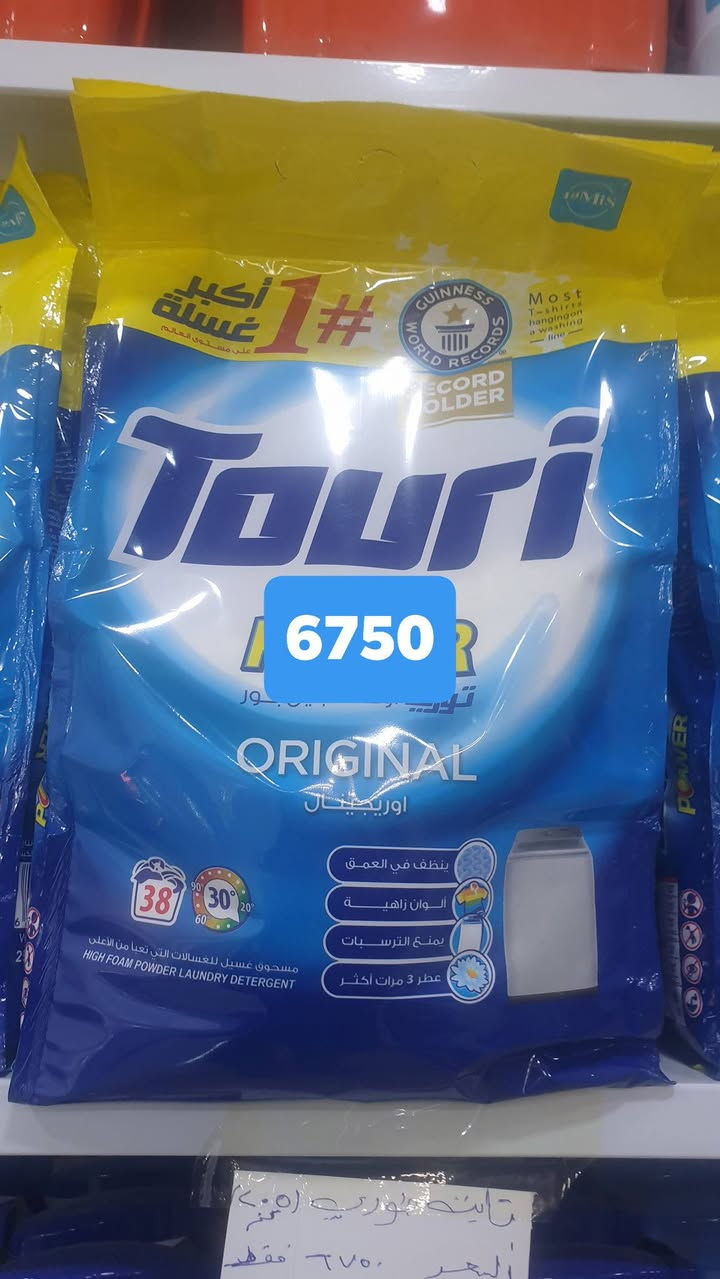 أكبر
غسلة
على مستوى العالم
#1
GUINNESS
WORLD RECORDS
RECORD
HOLDER
Most
T-shirts
hanging on
a washing
line
Touri
6750
ORIGINAL
اوريجينال
38
90°
30°
20°
60
ينظف في العمق
ألوان زاهية
يمنع الترسبات
عطر 3 مرات أكثر
مسحوق غسيل للغسالات التي تعبأ من الأعلى
HIGH FOAM POWDER LAUNDRY DETERGENT
POWER
تايت توري
السعر ٦٧٥٠ فقط